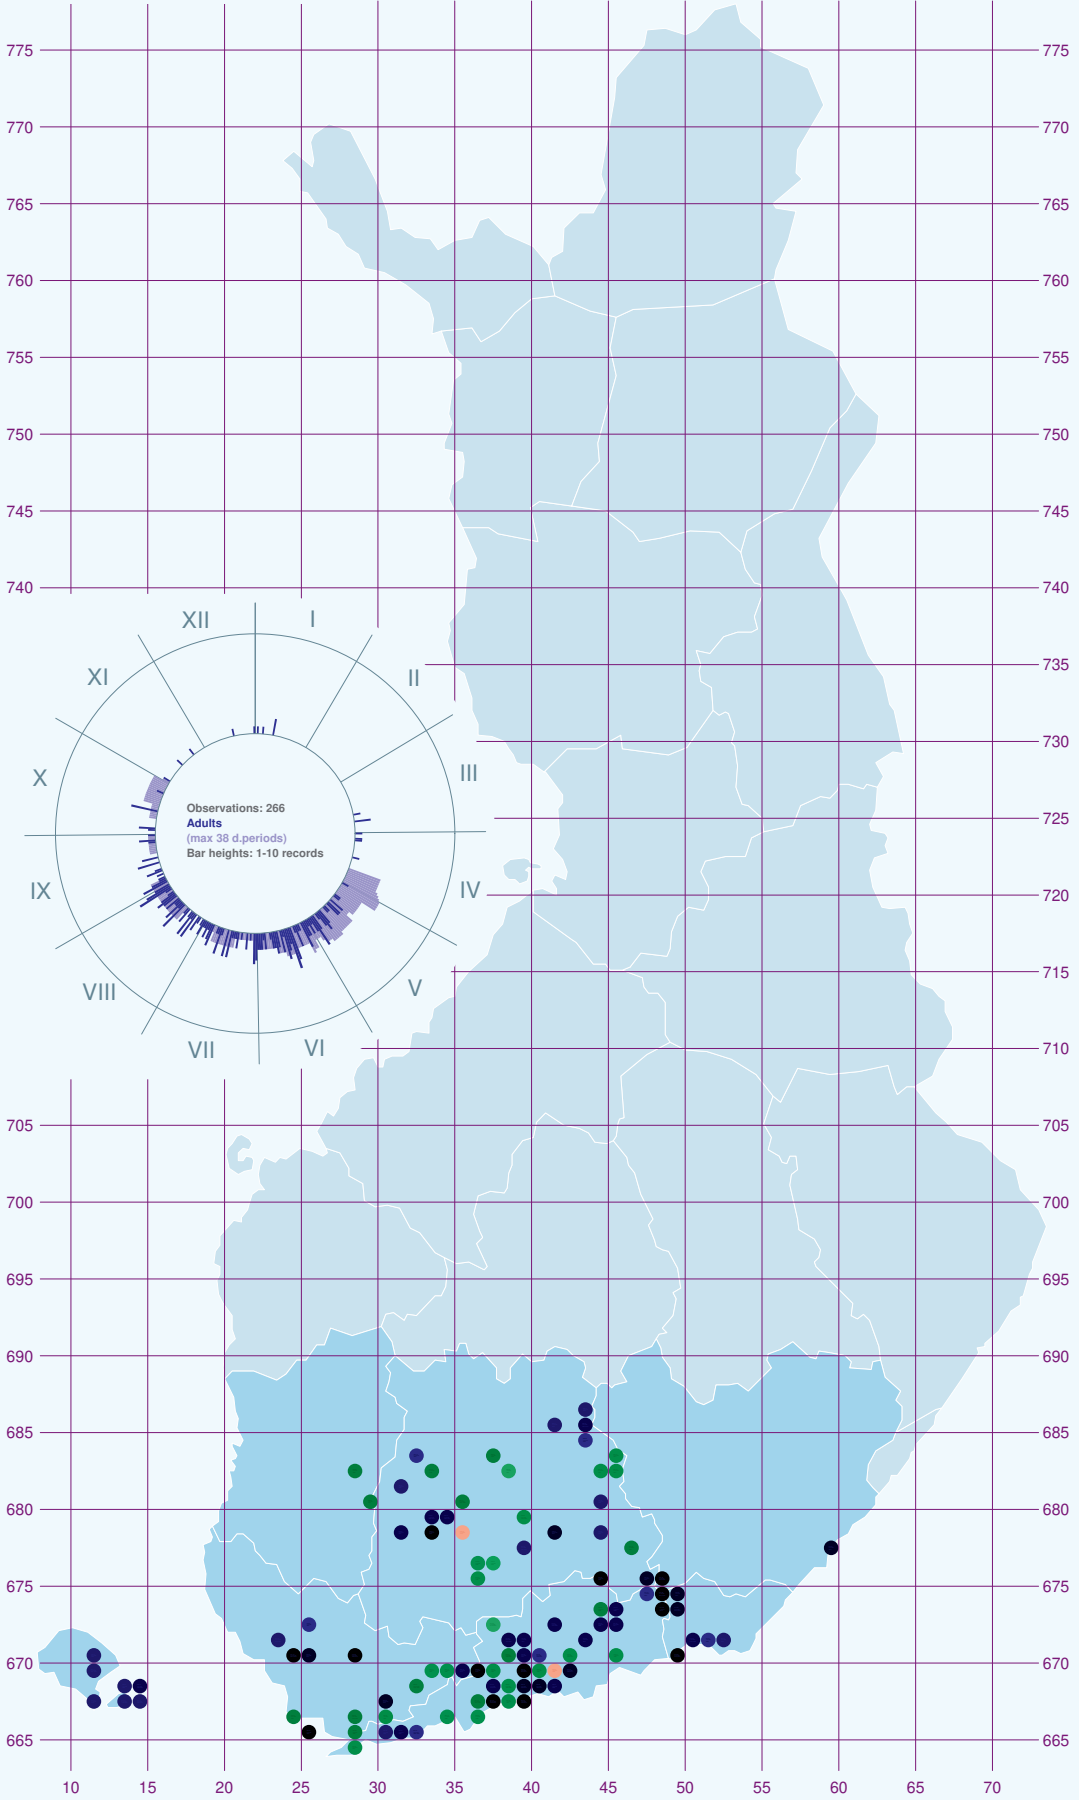 775 775
770 770
765 765
760 760
755 755
750 750
745 745
740 740
XII I
XI II
735 735
730 730
X III
725 725
Observations: 266
Adults
(max 38 d.periods)
Bar heights: 1-10 records
IX IV
720 720
VIII V
715 715
VII VI
710 710
705 705
700 700
695 695
690 690
685 685
680 680
675 675
670 670
665 665
10 15 20 25 30 35 40 45 50 55 60 65 70